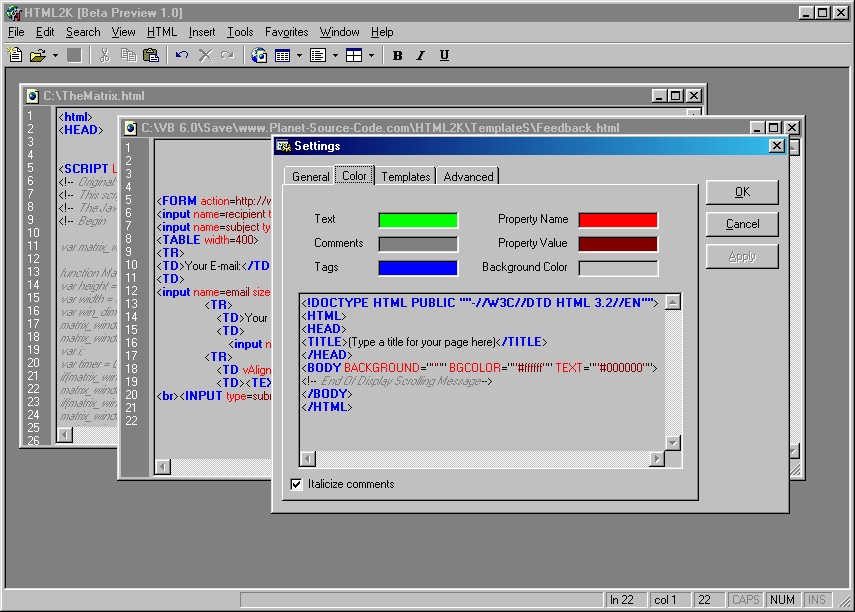 HTML2K [Beta Preview 1.0]
File Edit Search View HTML Insert Tools Favorites Window Help
B I U
C:\TheMatrix.html
1 <html>
2 <HEAD>
3
4
5 <SCRIPT
6 <!-- Original
7 <!-- This scri
8 <!-- The Jav
9 <!-- Begin
10
11 var matrix_w
12
13 function Ma
14 var height =
15 var width =
16 var win_dim
17 matrix_wind
18 matrix_wind
19 var i;
20 var timer = (
21 if(matrix_win
22 matrix_wind
23 if(matrix_win
24 matrix_wind
25
26
C:\VB 6.0\Save\www.Planet-Source-Code.com\HTML2K\TemplateS\Feedback.html
1
2
3
4
5 <FORM action=http://w
6 <input name=recipient t
7 <input name=subject ty
8 <TABLE width=400>
9 <TR>
10 <TD>Your E-mail:</TD
11 <TD>
12 <input name=email size
13 <TR>
14 <TD>Your
15 <TD>
16 <input n
17 <TR>
18 <TD vAlign
19 <TD><TEX
20 <br><INPUT type=subm
21
22
Settings
General Color Templates Advanced
Text Property Name
Comments Property Value
Tags Background Color
<!DOCTYPE HTML PUBLIC ""-//W3C//DTD HTML 3.2//EN"">
<HTML>
<HEAD>
<TITLE>(Type a title for your page here)</TITLE>
</HEAD>
<BODY BACKGROUND="""" BGCOLOR=""#ffffff"" TEXT=""#000000"">
<!-- End Of Display Scrolling Message-->
</BODY>
</HTML>
Italicize comments
OK
Cancel
Apply
ln 22 col 1 22 CAPS NUM INS